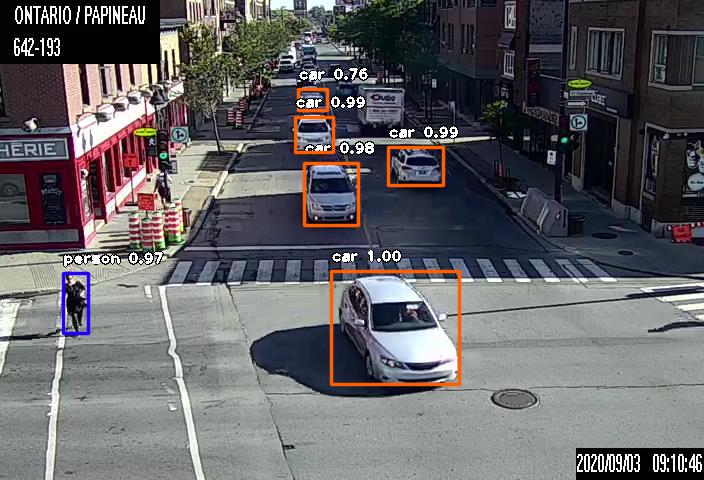 ONTARIO / PAPINEAU
642-193
car 0.76
car 0.99
car 0.99
car 0.98
HERIE
person 0.97
car 1.00
2020/09/03 09:10:46